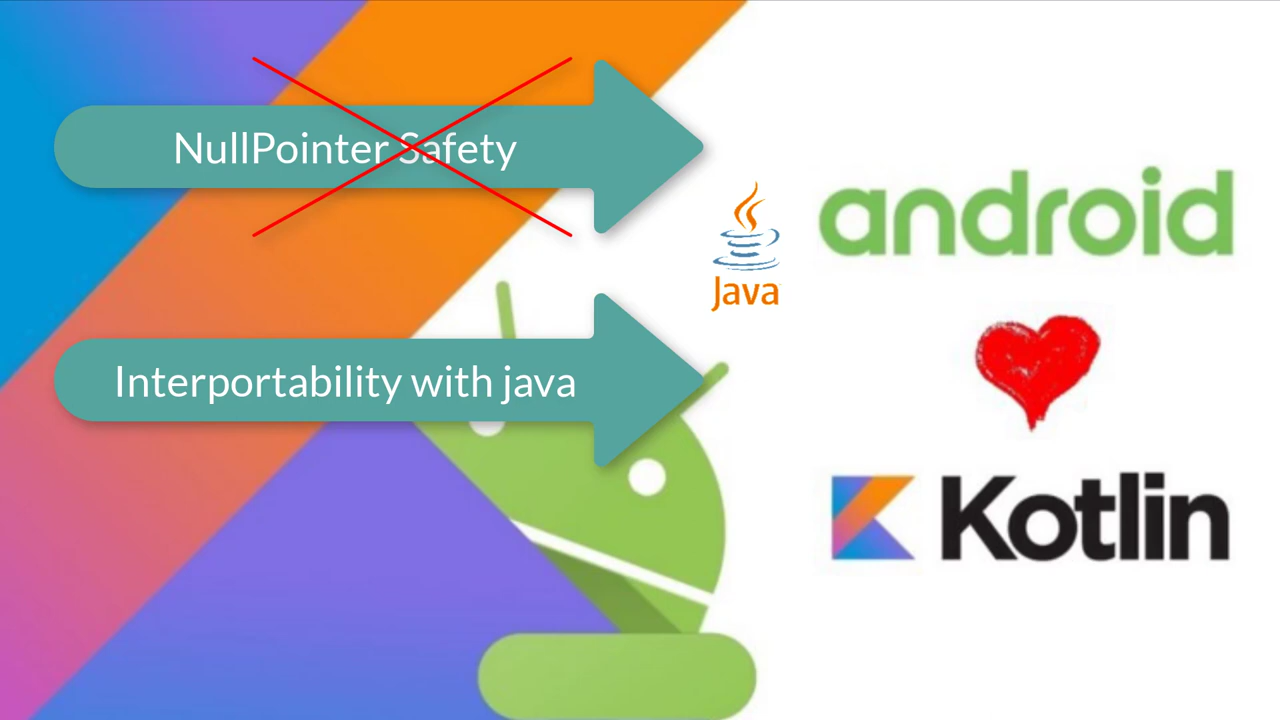 NullPointer Safety
Java
android
Interportability with java
Kotlin